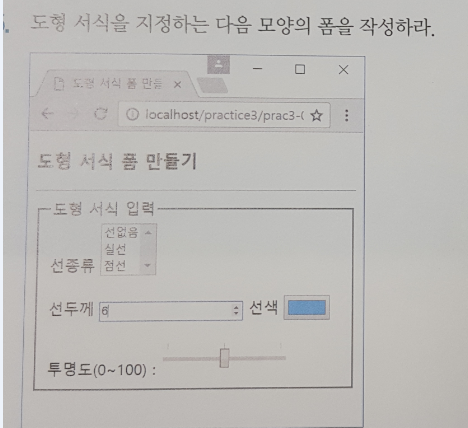 5. 도형 서식을 지정하는 다음 모양의 폼을 작성하라.
도형 서식 폼 만들
localhost/practice3/prac3-
도형 서식 폼 만들기
도형 서식 입력
선없음
실선
점선
선종류
선두께 6 선색
투명도(0~100) :